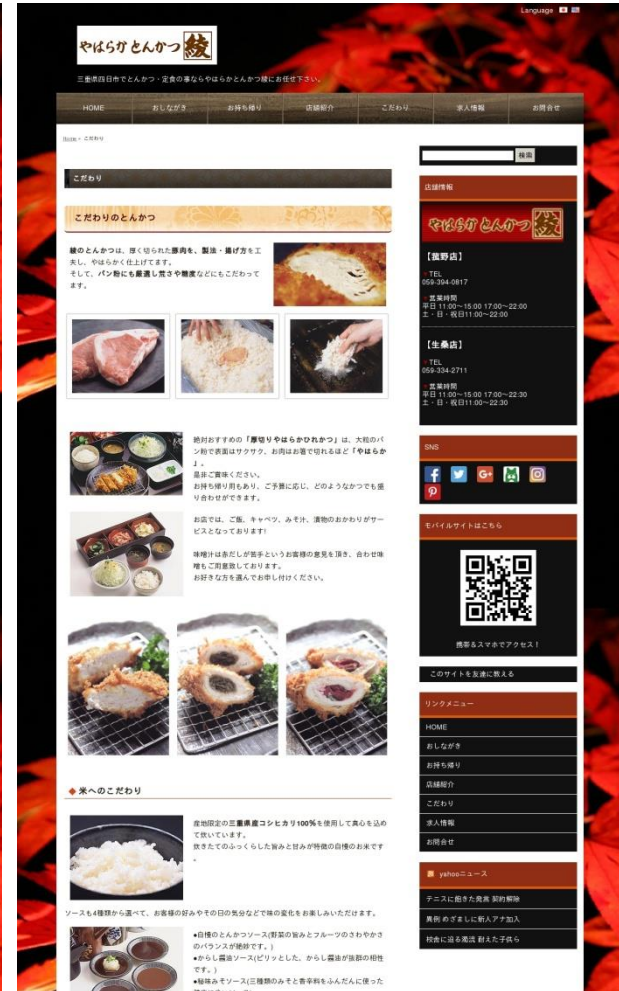 Language
やはらかとんかつ 綾
三重県四日市でとんかつ・定食の事ならやはらかとんかつ綾にお任せ下さい。
HOME
おしながき
お持ち帰り
店舗紹介
こだわり
求人情報
お問合せ
Home » こだわり
こだわり
こだわりのとんかつ
綾のとんかつは、厚く切られた豚肉を、製法・揚げ方を工
夫し、やはらかく仕上げてます。
そして、パン粉にも厳選し荒さや糖度などにもこだわって
ます。
絶対おすすめの「厚切りやはらかひれかつ」は、大粒のパ
ン粉で表面はサクサク、お肉はお箸で切れるほど「やはらか
」。
是非ご賞味ください。
お持ち帰り用もあり、ご予算に応じ、どのようなかつでも盛
り合わせができます。
お店では、ご飯、キャベツ、みそ汁、漬物のおかわりがサー
ビスとなっております!
味噌汁は赤だしが苦手というお客様の意見を頂き、合わせ味
噌もご用意致しております。
お好きな方を選んでお申し付けください。
◆米へのこだわり
産地限定の三重県産コシヒカリ100%を使用して真心を込め
て炊いています。
炊きたてのふっくらした旨みと甘みが特徴の自慢のお米です
。
ソースも4種類から選べて、お客様の好みやその日の気分などで味の変化をお楽しみいただけます。
●自慢のとんかつソース(野菜の旨みとフルーツのさわやかさ
のバランスが絶妙です。)
●からし醤油ソース(ピリッとした、からし醤油が抜群の相性
です。)
●秘味みそソース(三種類のみそと香辛料をふんだんに使った
検索
店舗情報
やはらかとんかつ 綾
【菰野店】
TEL
059-394-0817
営業時間
平日 11:00～15:00 17:00～22:00
土・日・祝日11:00～22:00
【生桑店】
TEL
059-334-2711
営業時間
平日 11:00～15:00 17:00～22:30
土・日・祝日11:00～22:30
SNS
モバイルサイトはこちら
携帯&スマホでアクセス!
このサイトを友達に教える
リンクメニュー
HOME
おしながき
お持ち帰り
店舗紹介
こだわり
求人情報
お問合せ
yahooニュース
テニスに飽きた発言 契約解除
異例 めざましに新人アナ加入
校舎に迫る濁流 耐えた子供ら